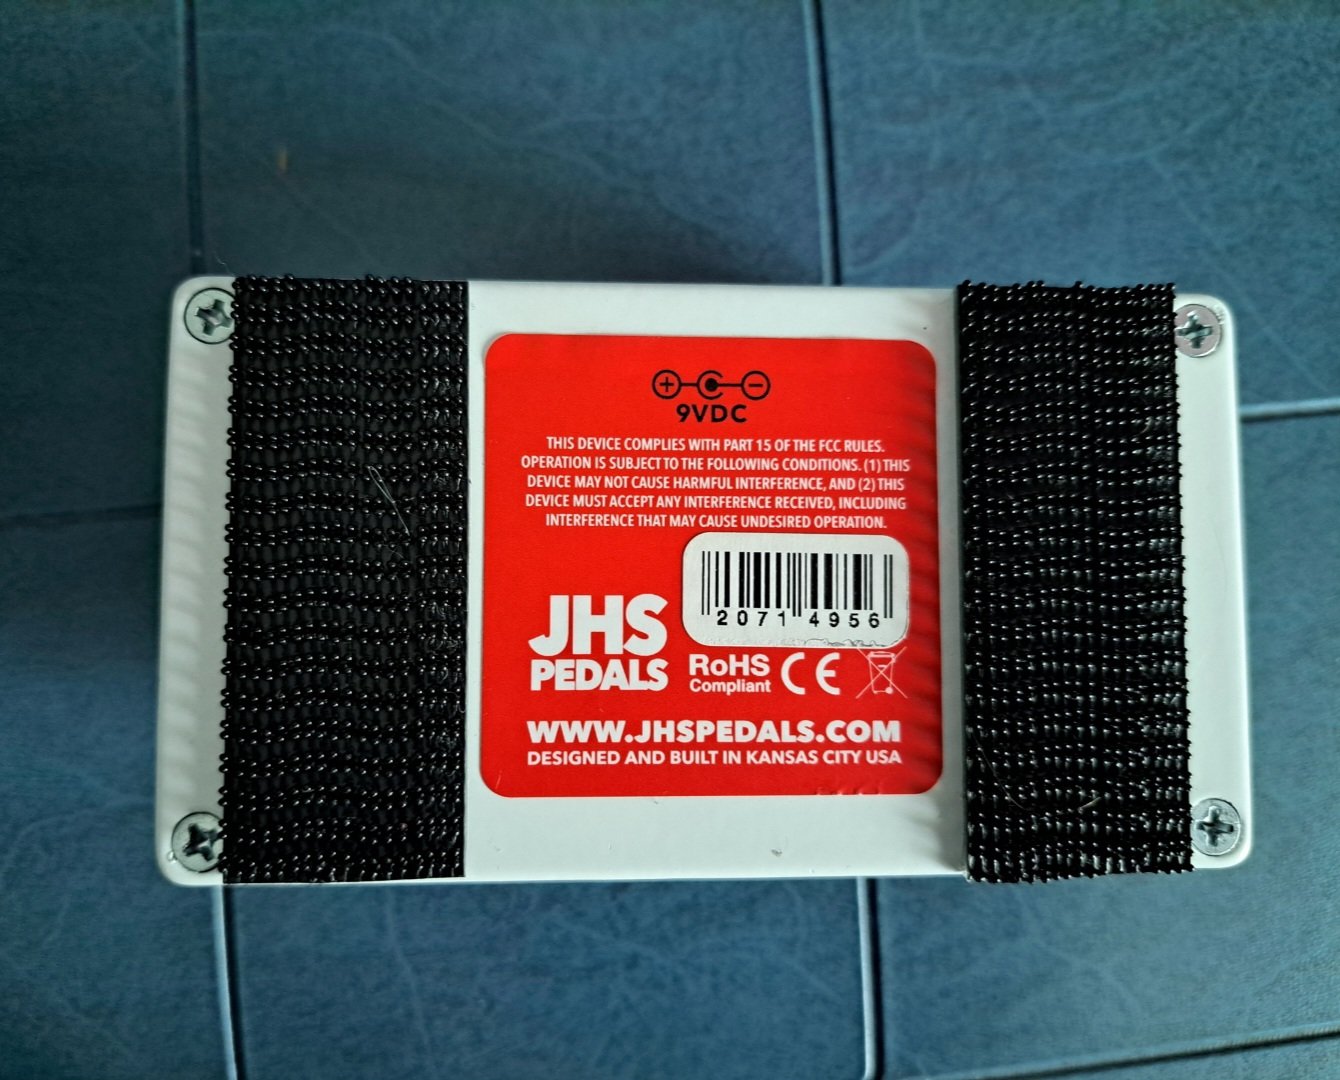 9VDC
THIS DEVICE COMPLIES WITH PART 15 OF THE FCC RULES.
OPERATION IS SUBJECT TO THE FOLLOWING CONDITIONS. (1) THIS
DEVICE MAY NOT CAUSE HARMFUL INTERFERENCE, AND (2) THIS
DEVICE MUST ACCEPT ANY INTERFERENCE RECEIVED, INCLUDING
INTERFERENCE THAT MAY CAUSE UNDESIRED OPERATION.
2071 4956
JHS
PEDALS
RoHS
Compliant
CE
WWW.JHSPEDALS.COM
DESIGNED AND BUILT IN KANSAS CITY USA